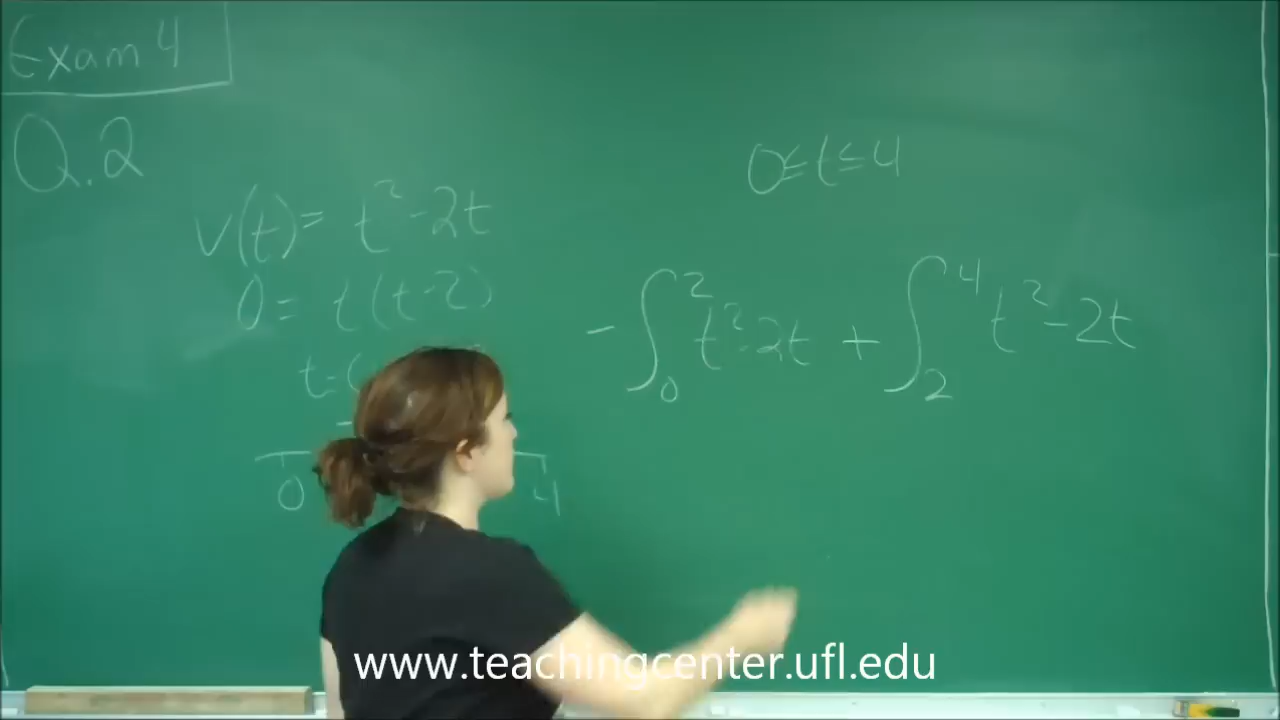 Exam 4
Q.2
0≤t≤4
v(t)= t²-2t
0= t(t-2)
-∫₀² t²-2t + ∫₂⁴ t²-2t
t=
-
0 4
www.teachingcenter.ufl.edu